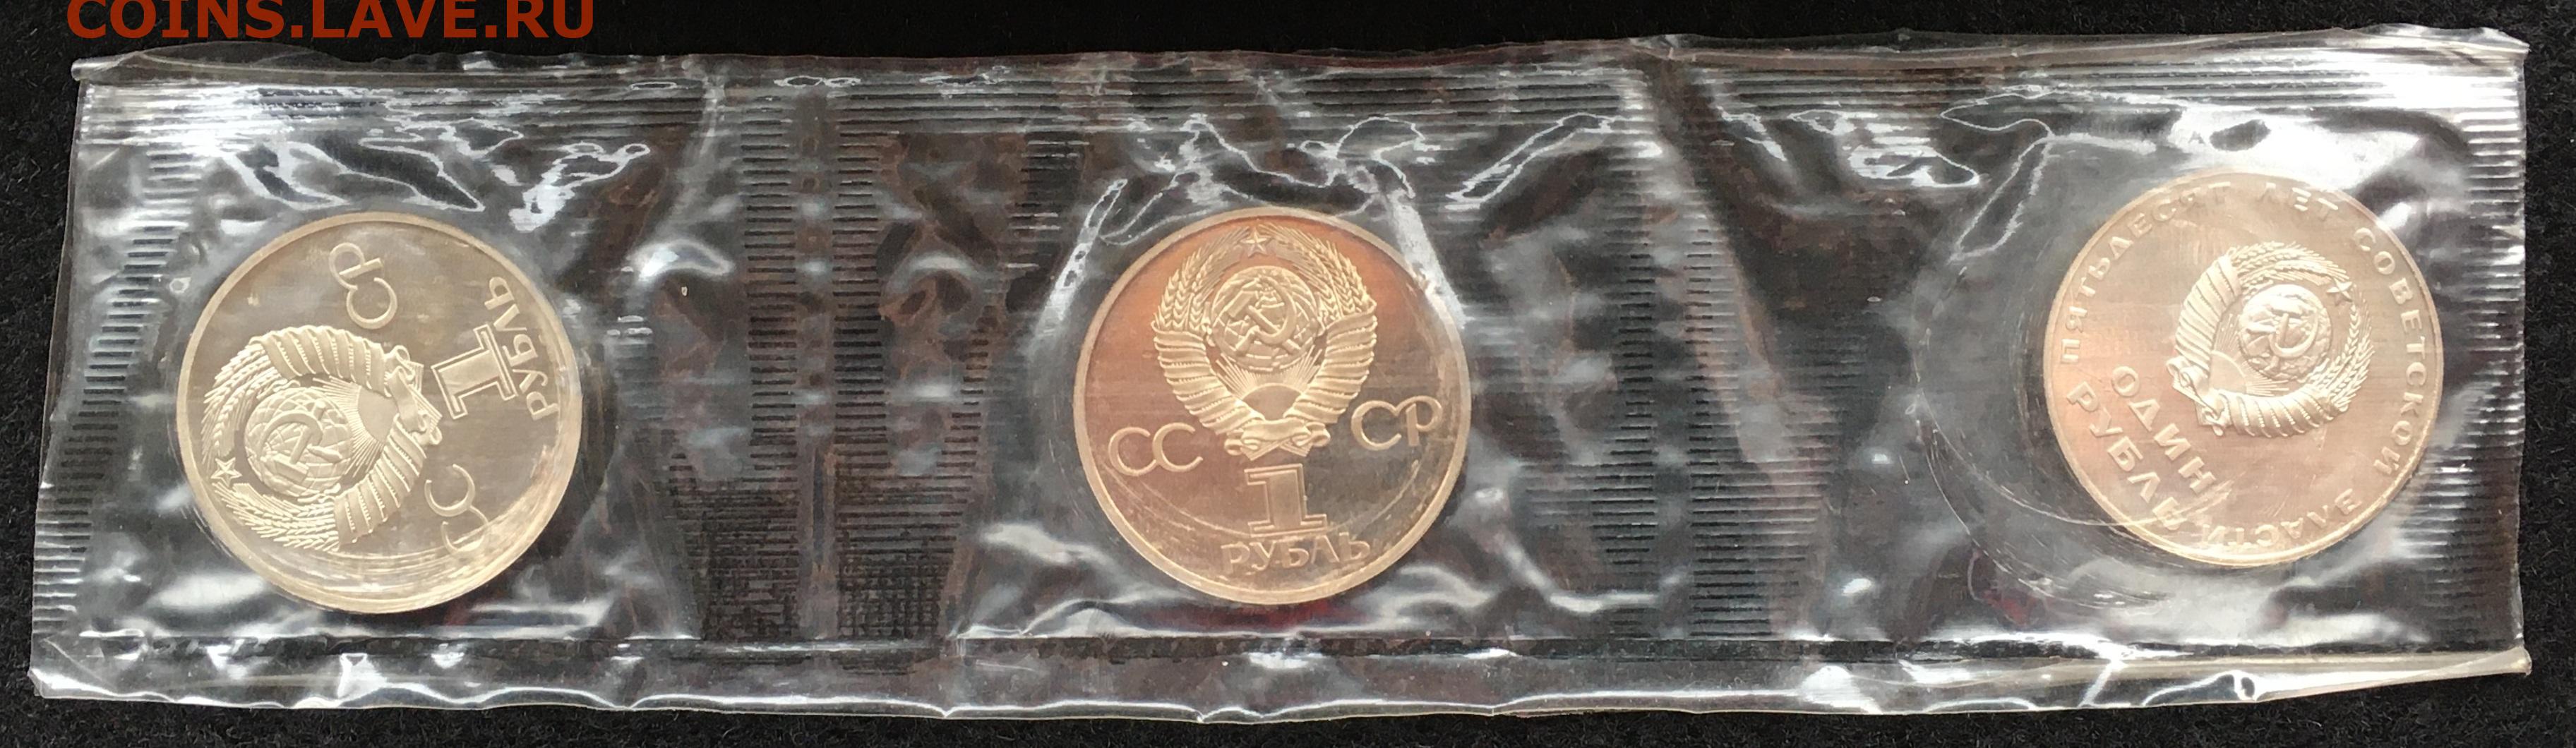 COINS.LAVE.RU
СС СР
1
РУБЛЬ
СС СР
1
РУБЛЬ
ПЯТЬДЕСЯТ ЛЕТ СОВЕТСКОЙ ВЛАСТИ
ОДИН
РУБЛЬ